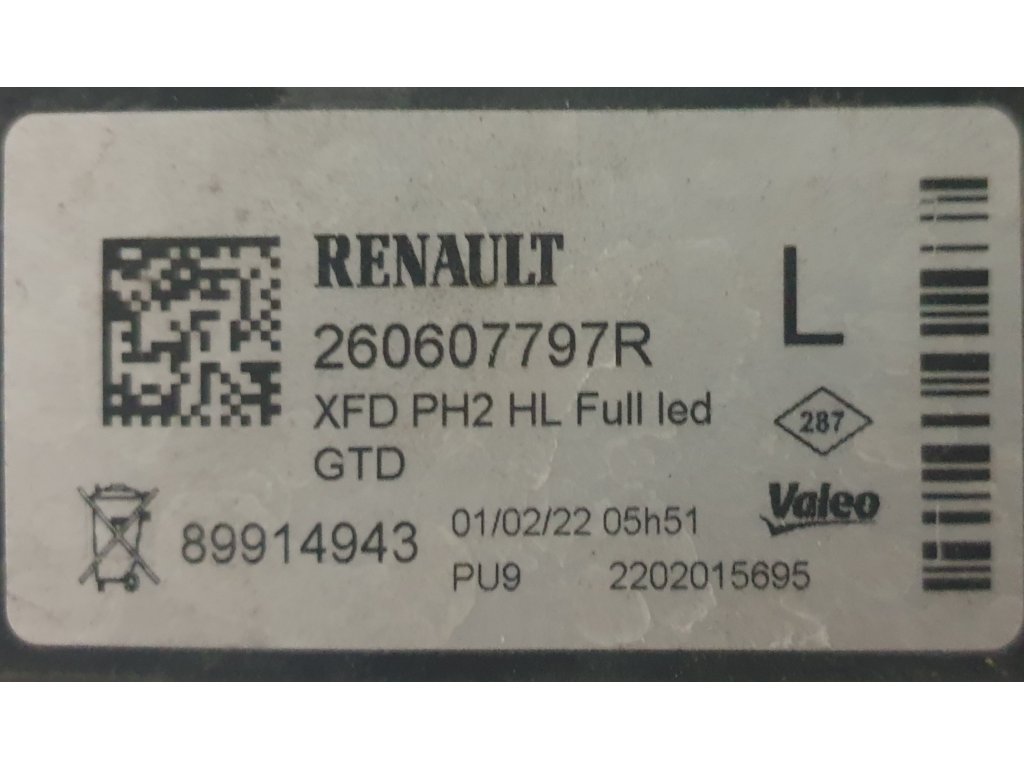 RENAULT
L
260607797R
XFD PH2 HL Full led
GTD
287
Valeo
89914943
01/02/22 05h51
PU9 2202015695